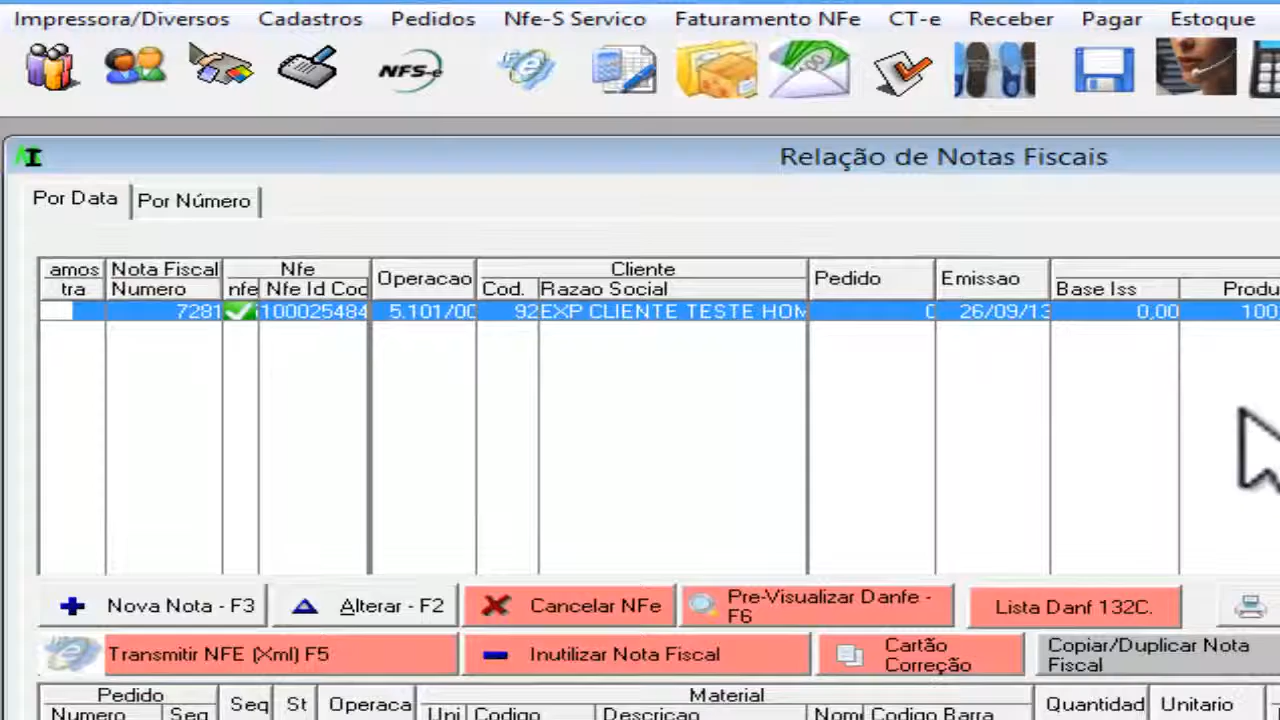 Impressora/Diversos Cadastros Pedidos Nfe-S Servico Faturamento NFe CT-e Receber Pagar Estoque
NFS-e
Relação de Notas Fiscais
Por Data Por Número
amos Nota Fiscal Nfe Operacao Cliente Pedido Emissao
tra Numero nfe Nfe Id Cod Cod. Razao Social Base Iss Produ
7281 100025484 5.101/00 92 EXP CLIENTE TESTE HOM 0 26/09/13 0,00 100
Nova Nota - F3 Alterar - F2 Cancelar NFe Pre-Visualizar Danfe - F6 Lista Danf 132C.
Transmitir NFE (Xml) F5 Inutilizar Nota Fiscal Cartão Correção Copiar/Duplicar Nota Fiscal
Pedido Seq St Operaca Material Quantidad Unitario
Numero Seq Uni Codigo Descricao Nome Codigo Barra